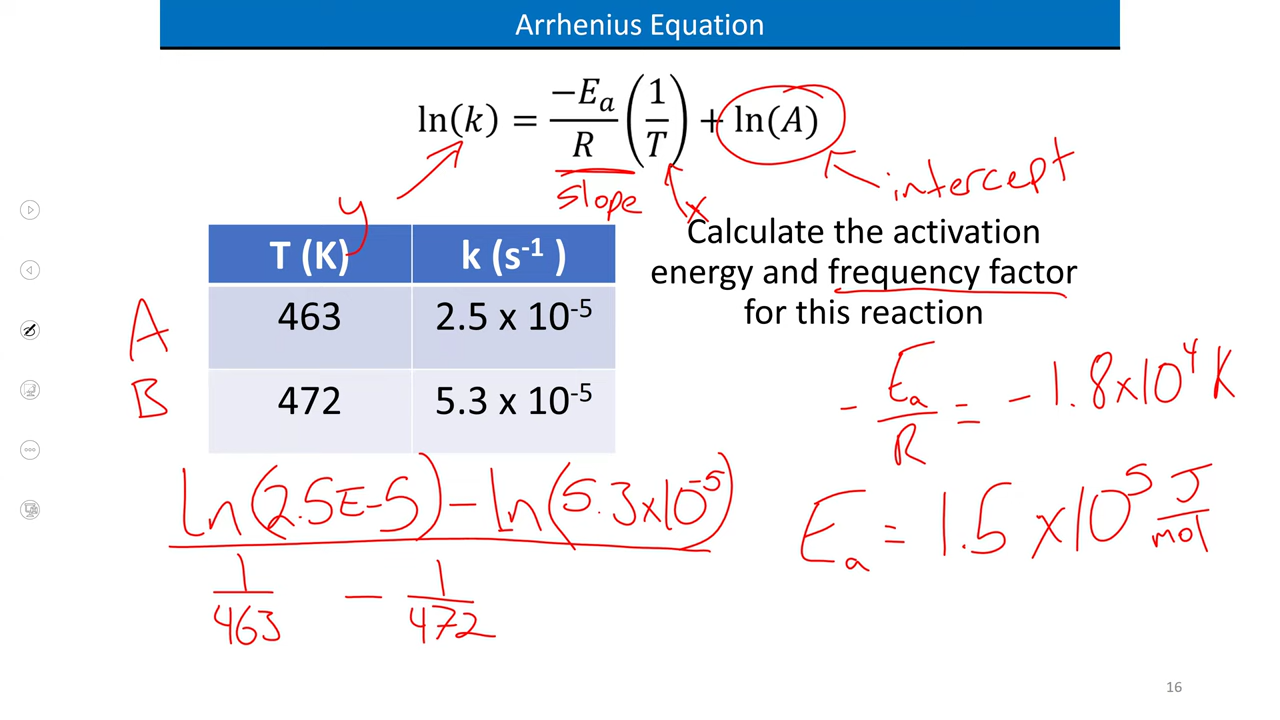 Arrhenius Equation
ln(k) = -Eₐ/R (1/T) + ln(A)
slope
x
intercept
y
T (K) k (s⁻¹ )
A 463 2.5 x 10⁻⁵
B 472 5.3 x 10⁻⁵
Calculate the activation
energy and frequency factor
for this reaction
- Eₐ/R = - 1.8x10⁴ K
ln(2.5E-5) - ln(5.3x10⁻⁵)
1/463 - 1/472
Eₐ = 1.5 x 10⁵ J/mol
16